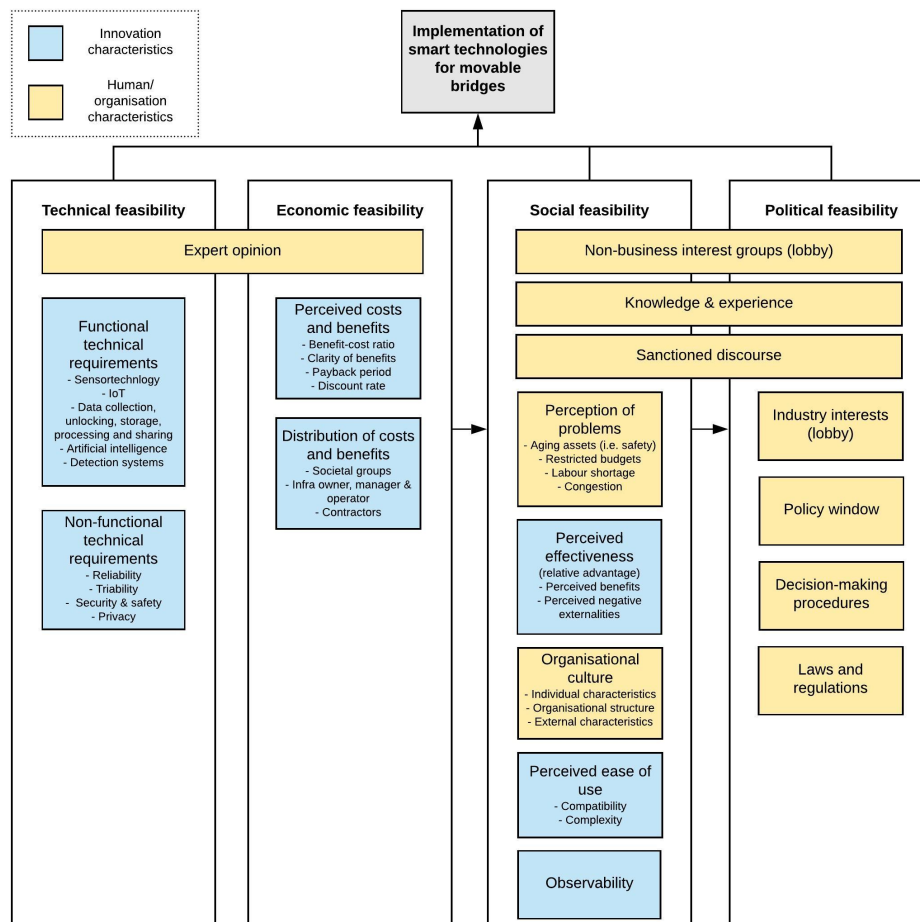 Innovation
characteristics
Human/
organisation
characteristics
Implementation of
smart technologies
for movable
bridges
Technical feasibility
Economic feasibility
Social feasibility
Political feasibility
Expert opinion
Non-business interest groups (lobby)
Knowledge & experience
Sanctioned discourse
Functional
technical
requirements
- Sensortechnlogy
- IoT
- Data collection,
unlocking, storage,
processing and sharing
- Artificial intelligence
- Detection systems
Non-functional
technical
requirements
- Reliability
- Triability
- Security & safety
- Privacy
Perceived costs
and benefits
- Benefit-cost ratio
- Clarity of benefits
- Payback period
- Discount rate
Distribution of costs
and benefits
- Societal groups
- Infra owner, manager &
operator
- Contractors
Perception of
problems
- Aging assets (i.e. safety)
- Restricted budgets
- Labour shortage
- Congestion
Perceived
effectiveness
(relative advantage)
- Perceived benefits
- Perceived negative
externalities
Organisational
culture
- Individual characteristics
- Organisational structure
- External characteristics
Perceived ease of
use
- Compatibility
- Complexity
Observability
Industry interests
(lobby)
Policy window
Decision-making
procedures
Laws and
regulations